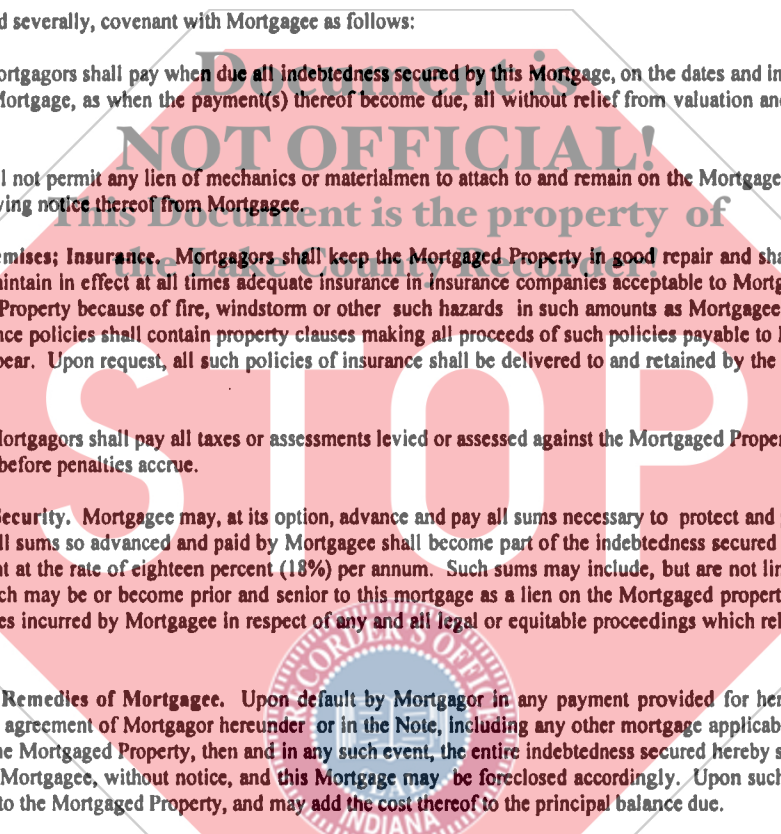 d severally, covenant with Mortgagee as follows:
Document is
ortgagors shall pay when due all indebtedness secured by this Mortgage, on the dates and in
Mortgage, as when the payment(s) thereof become due, all without relief from valuation and
NOT OFFICIAL!
l not permit any lien of mechanics or materialmen to attach to and remain on the Mortgage
ving notice thereof from Mortgagee.
This Document is the property of
the Lake County Recorder!
mises; Insurance. Mortgagors shall keep the Mortgaged Property in good repair and sha
intain in effect at all times adequate insurance in insurance companies acceptable to Mortg
Property because of fire, windstorm or other such hazards in such amounts as Mortgagee
nce policies shall contain property clauses making all proceeds of such policies payable to
pear. Upon request, all such policies of insurance shall be delivered to and retained by the
STOP
Mortgagors shall pay all taxes or assessments levied or assessed against the Mortgaged Proper
before penalties accrue.
Security. Mortgagee may, at its option, advance and pay all sums necessary to protect and
ll sums so advanced and paid by Mortgagee shall become part of the indebtedness secured
nt at the rate of eighteen percent (18%) per annum. Such sums may include, but are not lim
ch may be or become prior and senior to this mortgage as a lien on the Mortgaged propert
es incurred by Mortgagee in respect of any and all legal or equitable proceedings which rel
RECORDER'S OFFI
Remedies of Mortgagee. Upon default by Mortgagor in any payment provided for her
agreement of Mortgagor hereunder or in the Note, including any other mortgage applicab
he Mortgaged Property, then and in any such event, the entire indebtedness secured hereby s
Mortgagee, without notice, and this Mortgage may be foreclosed accordingly. Upon such
to the Mortgaged Property, and may add the cost thereof to the principal balance due.
SEAL
INDIANA